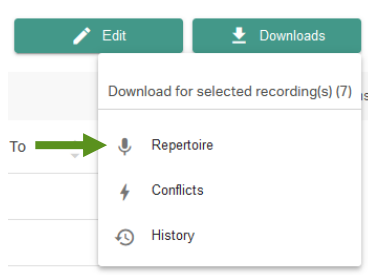 Edit
Downloads
Download for selected recording(s) (7)
To
Repertoire
Conflicts
History